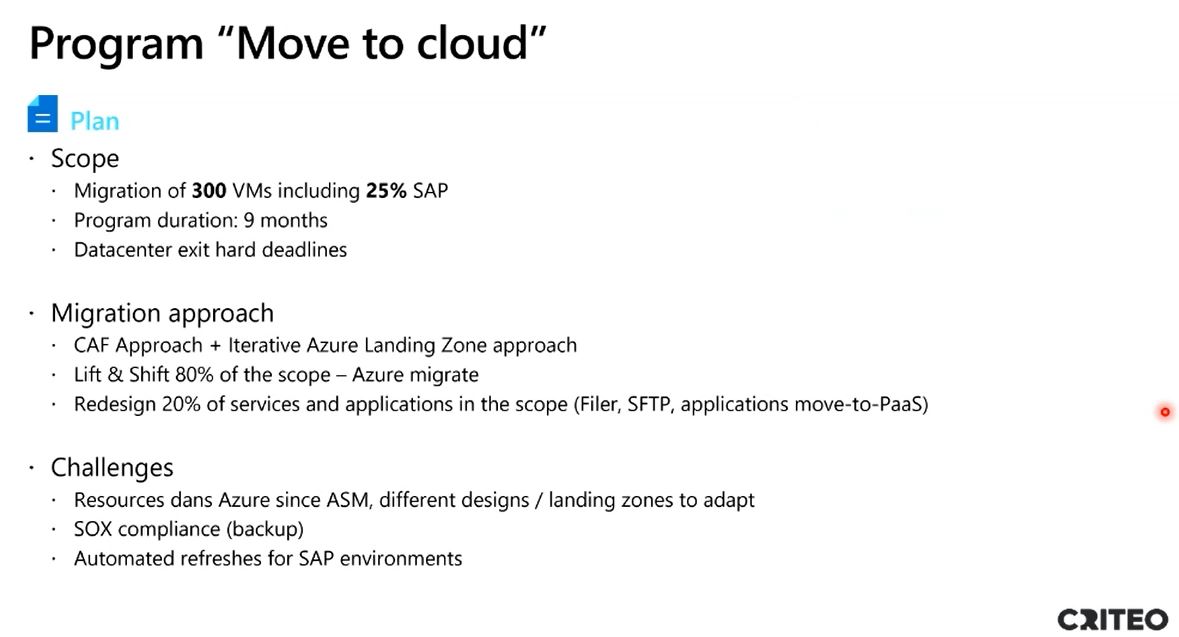 Program “Move to cloud”
Plan
· Scope
· Migration of 300 VMs including 25% SAP
· Program duration: 9 months
· Datacenter exit hard deadlines
· Migration approach
· CAF Approach + Iterative Azure Landing Zone approach
· Lift & Shift 80% of the scope – Azure migrate
· Redesign 20% of services and applications in the scope (Filer, SFTP, applications move-to-PaaS)
· Challenges
· Resources dans Azure since ASM, different designs / landing zones to adapt
· SOX compliance (backup)
· Automated refreshes for SAP environments
CRITEO